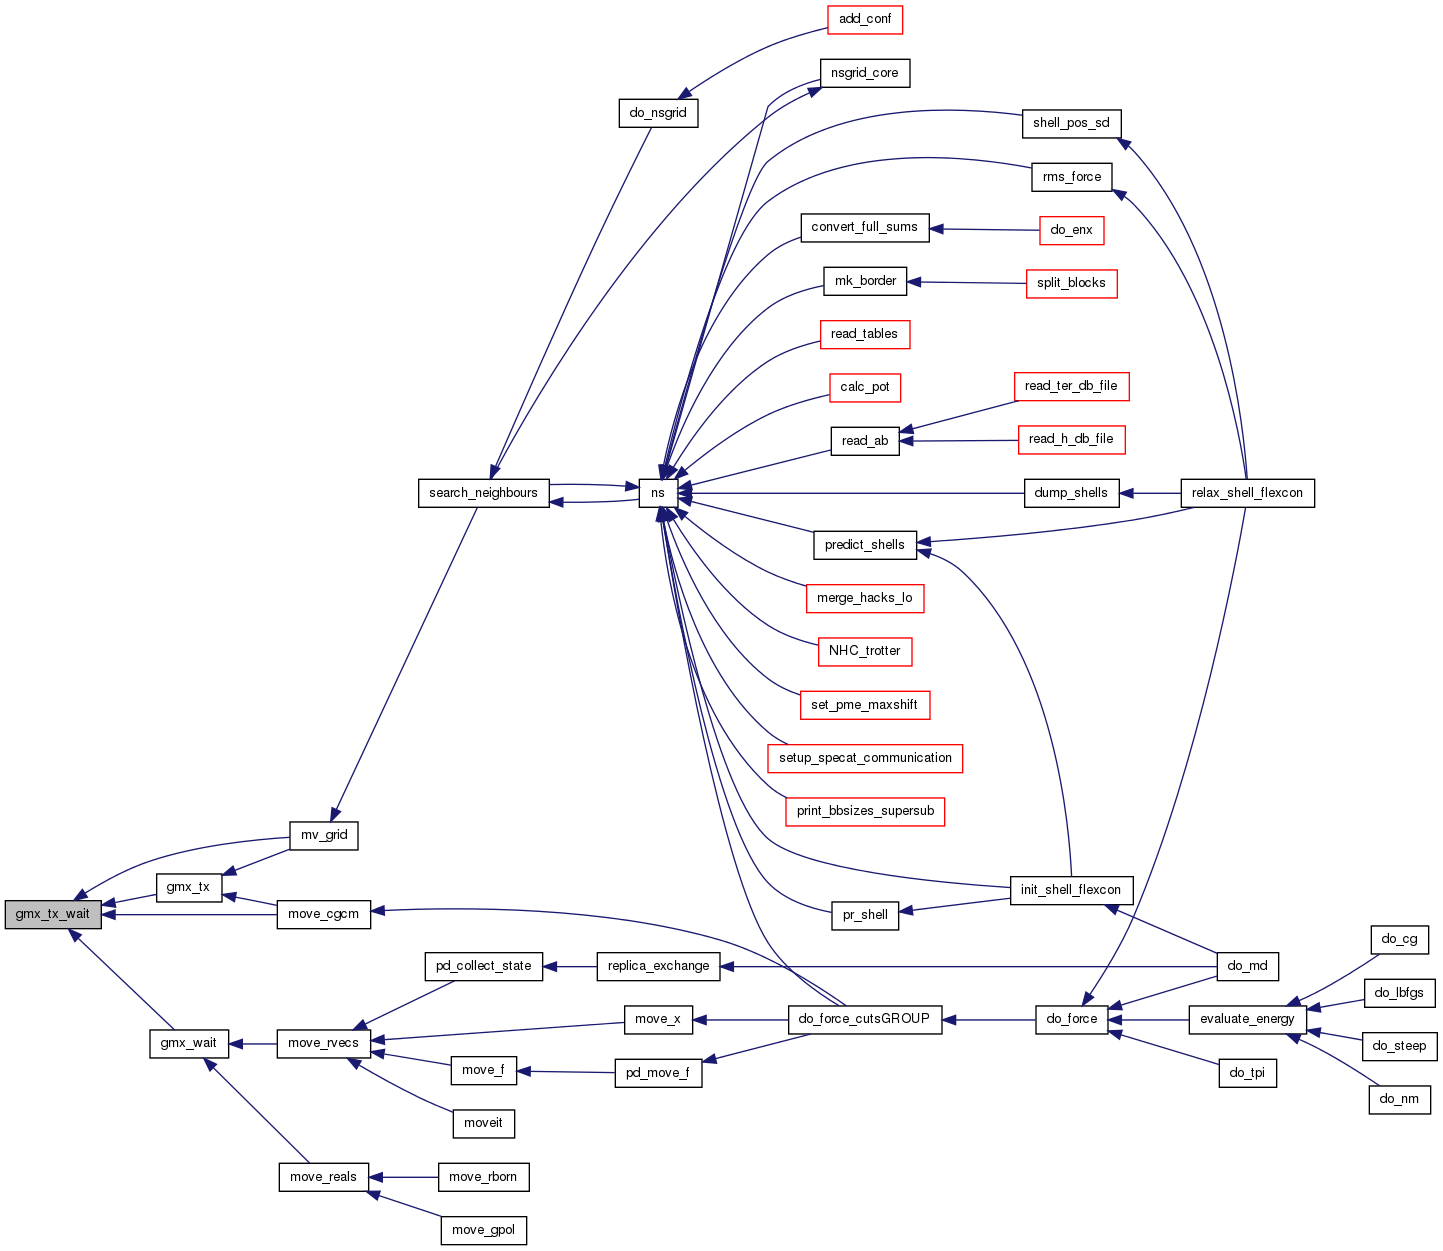 add_conf
nsgrid_core
do_nsgrid
shell_pos_sd
rms_force
convert_full_sums
do_enx
mk_border
split_blocks
read_tables
calc_pot
read_ter_db_file
read_ab
read_h_db_file
search_neighbours
ns
dump_shells
relax_shell_flexcon
predict_shells
merge_hacks_lo
NHC_trotter
set_pme_maxshift
setup_specat_communication
print_bbsizes_supersub
mv_grid
gmx_tx
init_shell_flexcon
gmx_tx_wait
move_cgcm
pr_shell
do_cg
pd_collect_state
replica_exchange
do_md
do_lbfgs
move_x
do_force_cutsGROUP
do_force
evaluate_energy
gmx_wait
move_rvecs
do_steep
move_f
pd_move_f
do_tpi
do_nm
moveit
move_reals
move_rborn
move_gpol